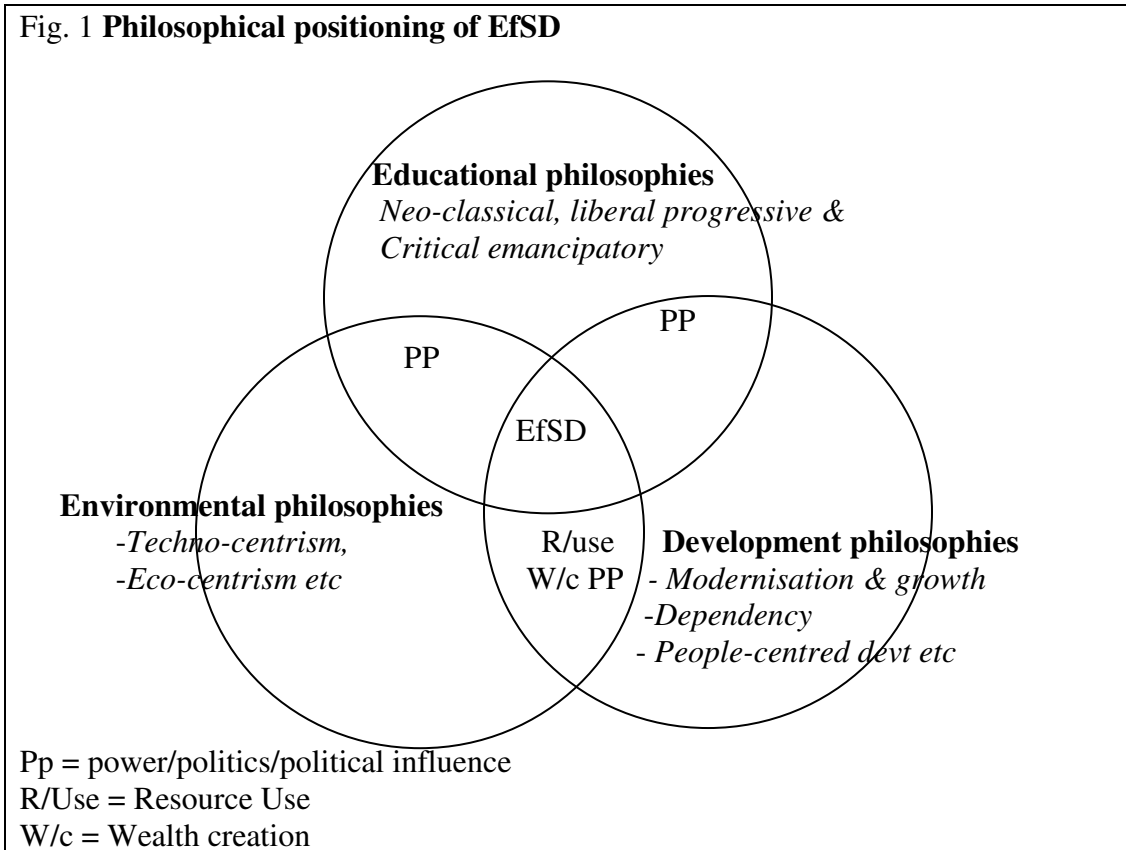 Fig. 1 Philosophical positioning of EfSD
Educational philosophies
Neo-classical, liberal progressive &
Critical emancipatory
PP
PP
EfSD
Environmental philosophies
-Techno-centrism,
-Eco-centrism etc
R/use
W/c PP
Development philosophies
- Modernisation & growth
-Dependency
- People-centred devt etc
Pp = power/politics/political influence
R/Use = Resource Use
W/c = Wealth creation